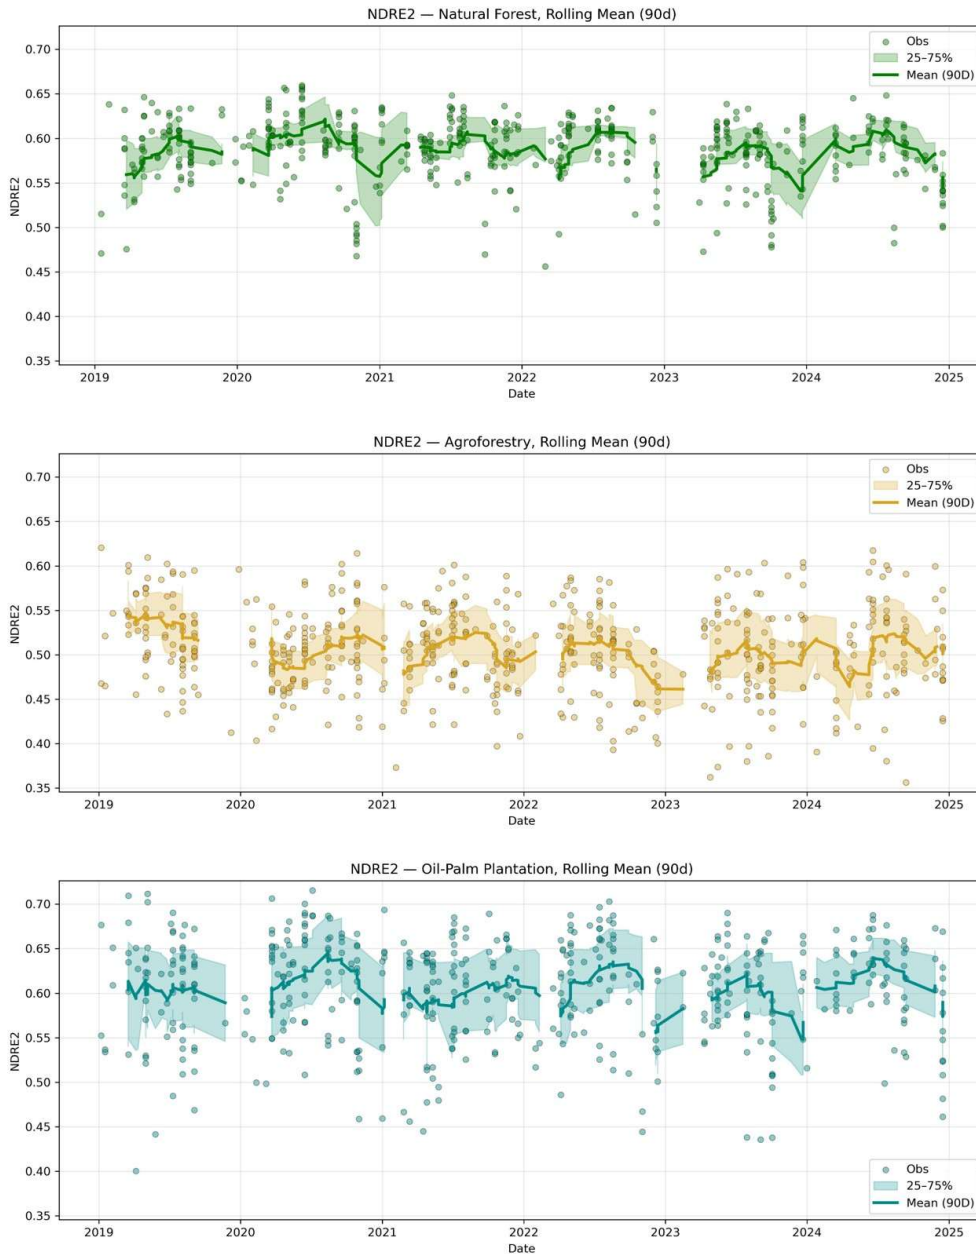 NDRE2 — Natural Forest, Rolling Mean (90d)
0.70
0.65
0.60
0.55
0.50
0.45
0.40
0.35
NDRE2
Obs
25–75%
Mean (90D)
2019 2020 2021 2022 2023 2024 2025
Date
NDRE2 — Agroforestry, Rolling Mean (90d)
0.70
0.65
0.60
0.55
0.50
0.45
0.40
0.35
NDRE2
Obs
25–75%
Mean (90D)
2019 2020 2021 2022 2023 2024 2025
Date
NDRE2 — Oil-Palm Plantation, Rolling Mean (90d)
0.70
0.65
0.60
0.55
0.50
0.45
0.40
0.35
NDRE2
Obs
25–75%
Mean (90D)
2019 2020 2021 2022 2023 2024 2025
Date